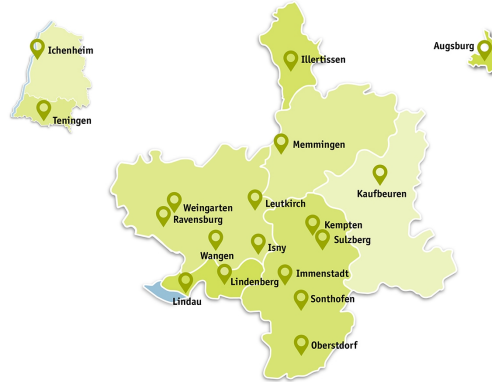 Augsburg
Ichenheim
Illertissen
Teningen
Memmingen
Kaufbeuren
Leutkirch
Weingarten
Ravensburg
Kempten
Sulzberg
Isny
Wangen
Immenstadt
Lindenberg
Lindau
Sonthofen
Oberstdorf